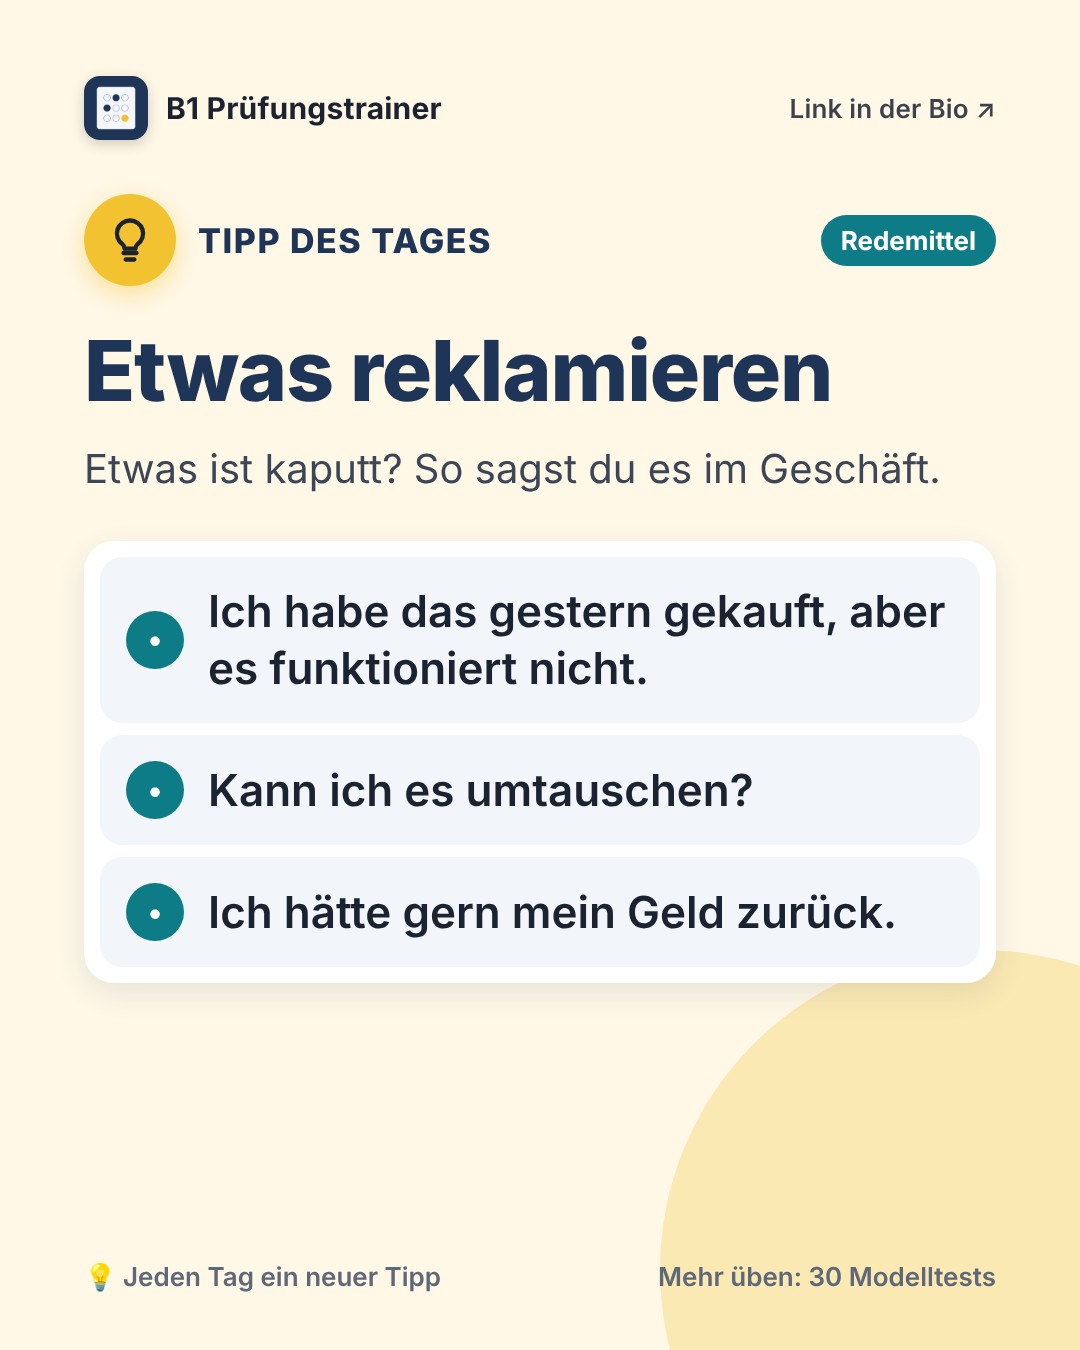 B1 Prüfungstrainer
Link in der Bio ↗
TIPP DES TAGES
Redemittel
Etwas reklamieren
Etwas ist kaputt? So sagst du es im Geschäft.
Ich habe das gestern gekauft, aber
es funktioniert nicht.
Kann ich es umtauschen?
Ich hätte gern mein Geld zurück.
💡 Jeden Tag ein neuer Tipp
Mehr üben: 30 Modelltests